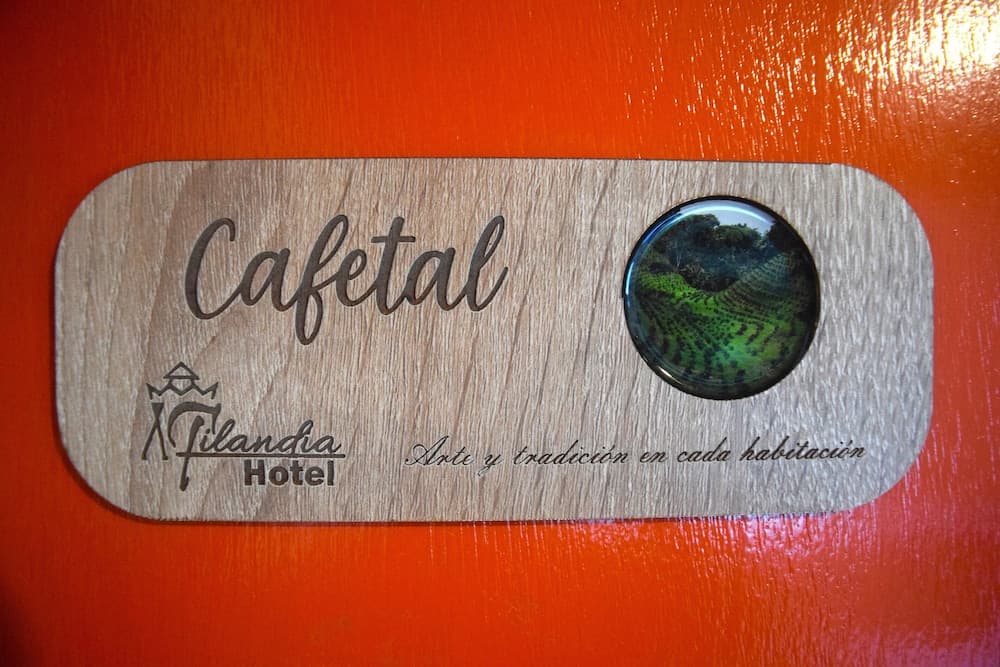 Cafetal
Filandia
Hotel
Arte y tradición en cada habitación